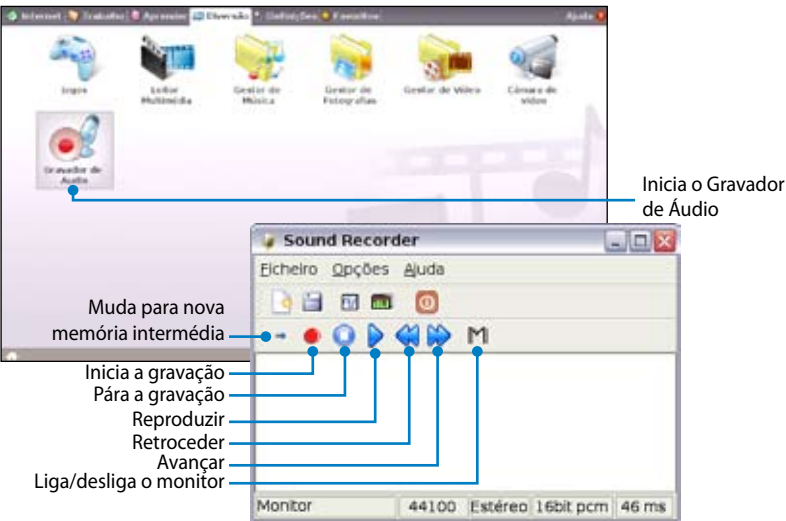 Internet Trabalho Aprender Diversão Definições Favoritos Ajuda
Jogos
Leitor
Multimédia
Gestor de
Música
Gestor de
Fotografias
Gestor de Vídeo
Câmara de
vídeo
Gravador de
Áudio
Inicia o Gravador
de Áudio
Sound Recorder
Ficheiro Opções Ajuda
Muda para nova
memória intermédia
M
Inicia a gravação
Pára a gravação
Reproduzir
Retroceder
Avançar
Liga/desliga o monitor
Monitor 44100 Estéreo 16bit pcm 46 ms